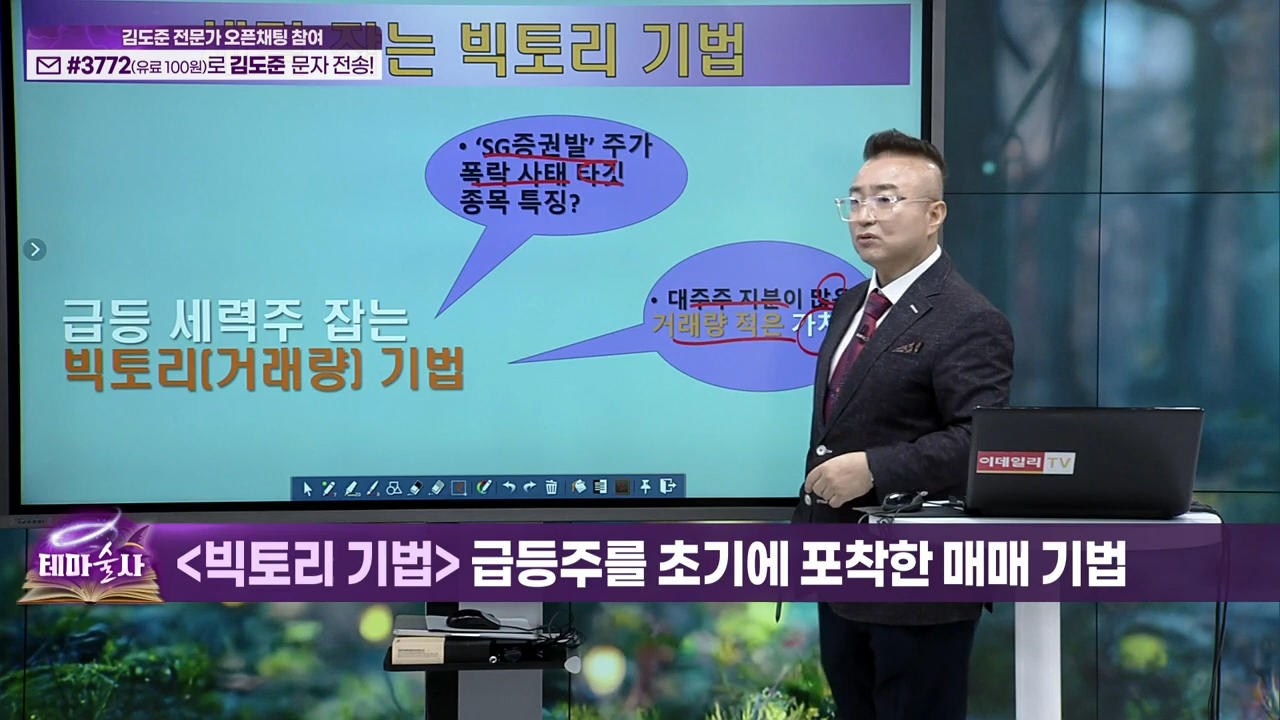 김도준 전문가 오픈채팅 참여
#3772(유료 100원)로 김도준 문자 전송!
는 빅토리 기법
• ‘SG증권발’ 주가
폭락 사태 타깃
종목 특징?
• 대주주 지분이
거래량 적은
급등 세력주 잡는
빅토리(거래량) 기법
이데일리 TV
테마술사
<빅토리 기법> 급등주를 초기에 포착한 매매 기법